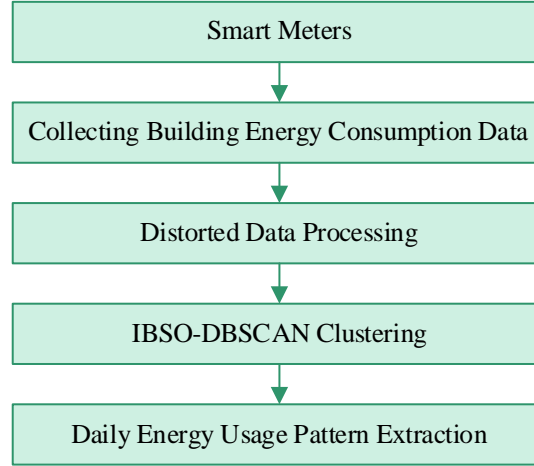 Smart Meters
Collecting Building Energy Consumption Data
Distorted Data Processing
IBSO-DBSCAN Clustering
Daily Energy Usage Pattern Extraction